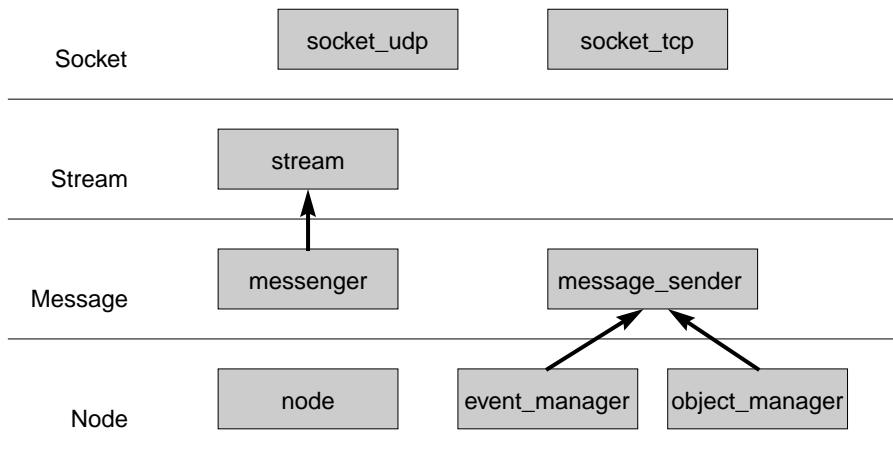 socket_udp
socket_tcp
Socket
stream
Stream
messenger
message_sender
Message
node
event_manager
object_manager
Node